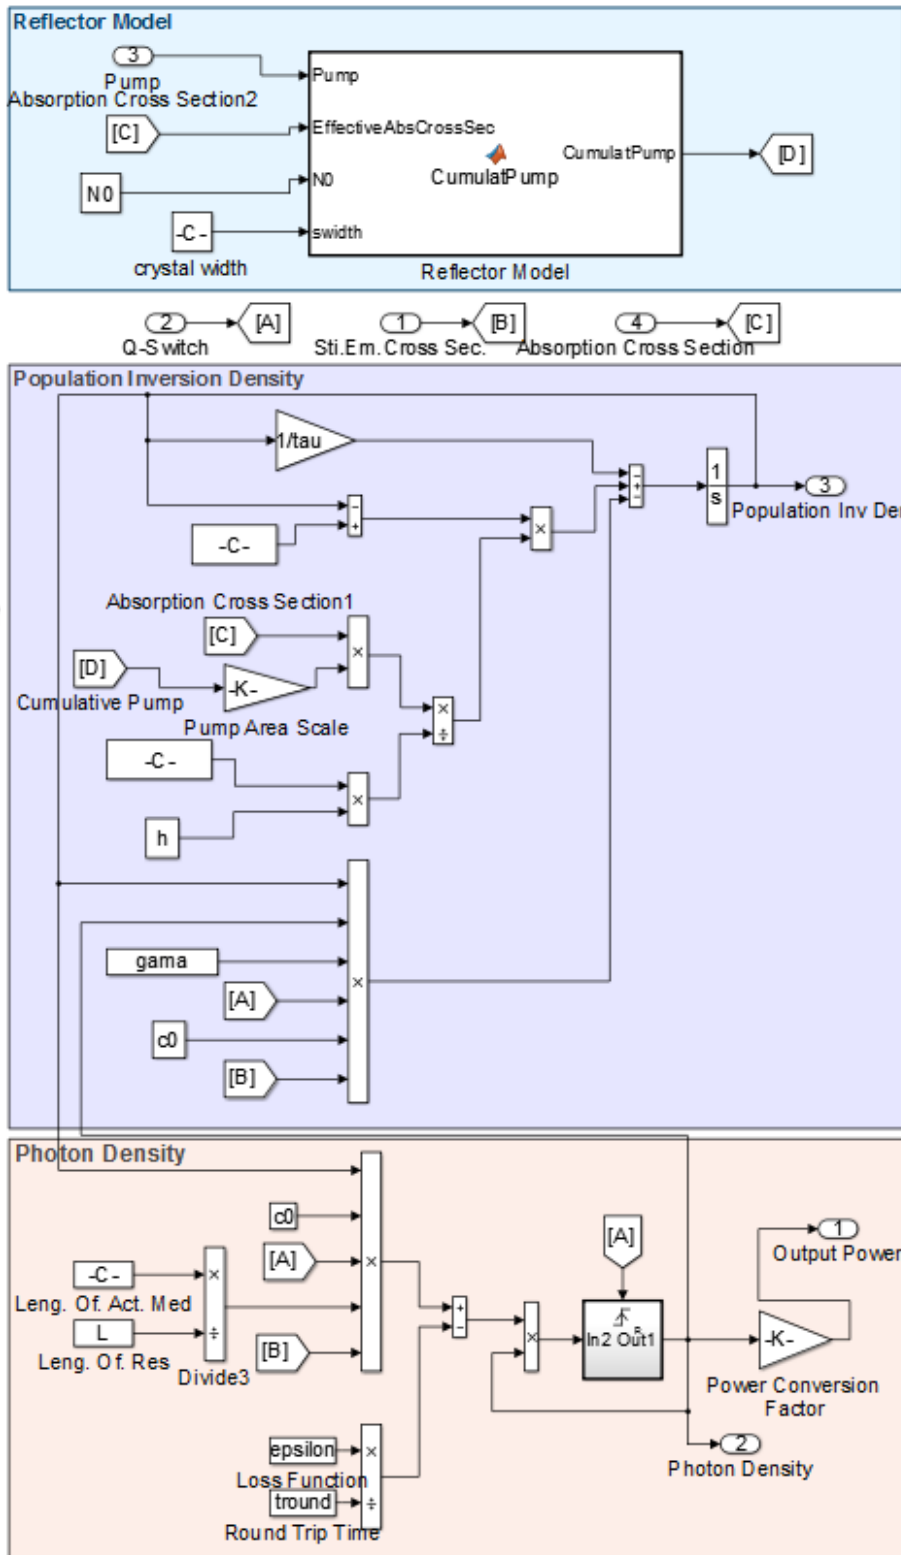 Reflector Model
3
Pump
Pump
Absorption Cross Section2
[C]
EffectiveAbsCrossSec
CumulatPump
CumulatPump
[D]
N0
N0
-C-
swidth
crystal width
Reflector Model
2
[A]
1
[B]
4
[C]
Q-Switch
Sti.Em.Cross Sec.
Absorption Cross Section
Population Inversion Density
1/tau
-
+
-
1
s
3
Population Inv Den
-
+
-C-
×
Absorption Cross Section1
[C]
×
[D]
-K-
Cumulative Pump
Pump Area Scale
×
÷
-C-
×
h
gama
×
[A]
c0
[B]
Photon Density
c0
[A]
×
[A]
1
Output Power
-C-
×
Leng. Of. Act. Med
L
÷
Leng. Of. Res
Divide3
[B]
+
-
×
In2 Out1
R
-K-
Power Conversion
Factor
2
Photon Density
epsilon
×
Loss Function
tround
÷
Round Trip Time